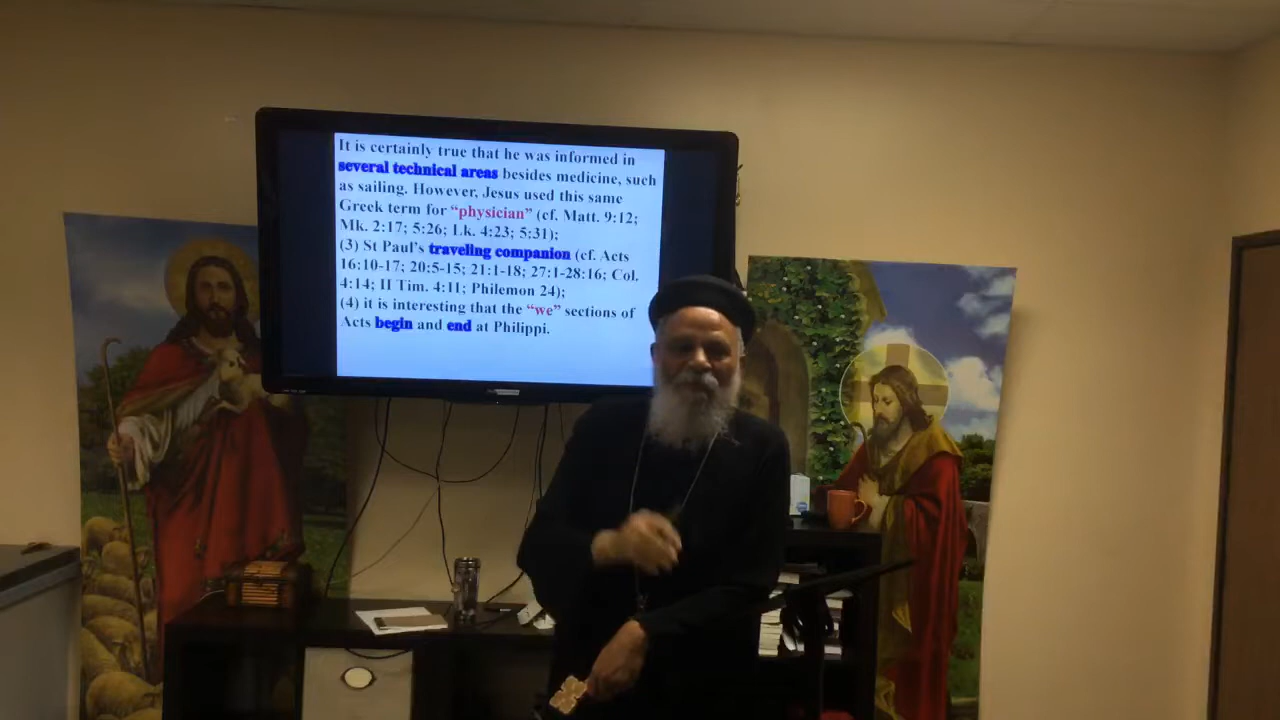 It is certainly true that he was informed in
several technical areas besides medicine, such
as sailing. However, Jesus used this same
Greek term for “physician” (cf. Matt. 9:12;
Mk. 2:17; 5:26; Lk. 4:23; 5:31);
(3) St Paul’s traveling companion (cf. Acts
16:10-17; 20:5-15; 21:1-18; 27:1-28:16; Col.
4:14; II Tim. 4:11; Philemon 24);
(4) it is interesting that the “we” sections of
Acts begin and end at Philippi.